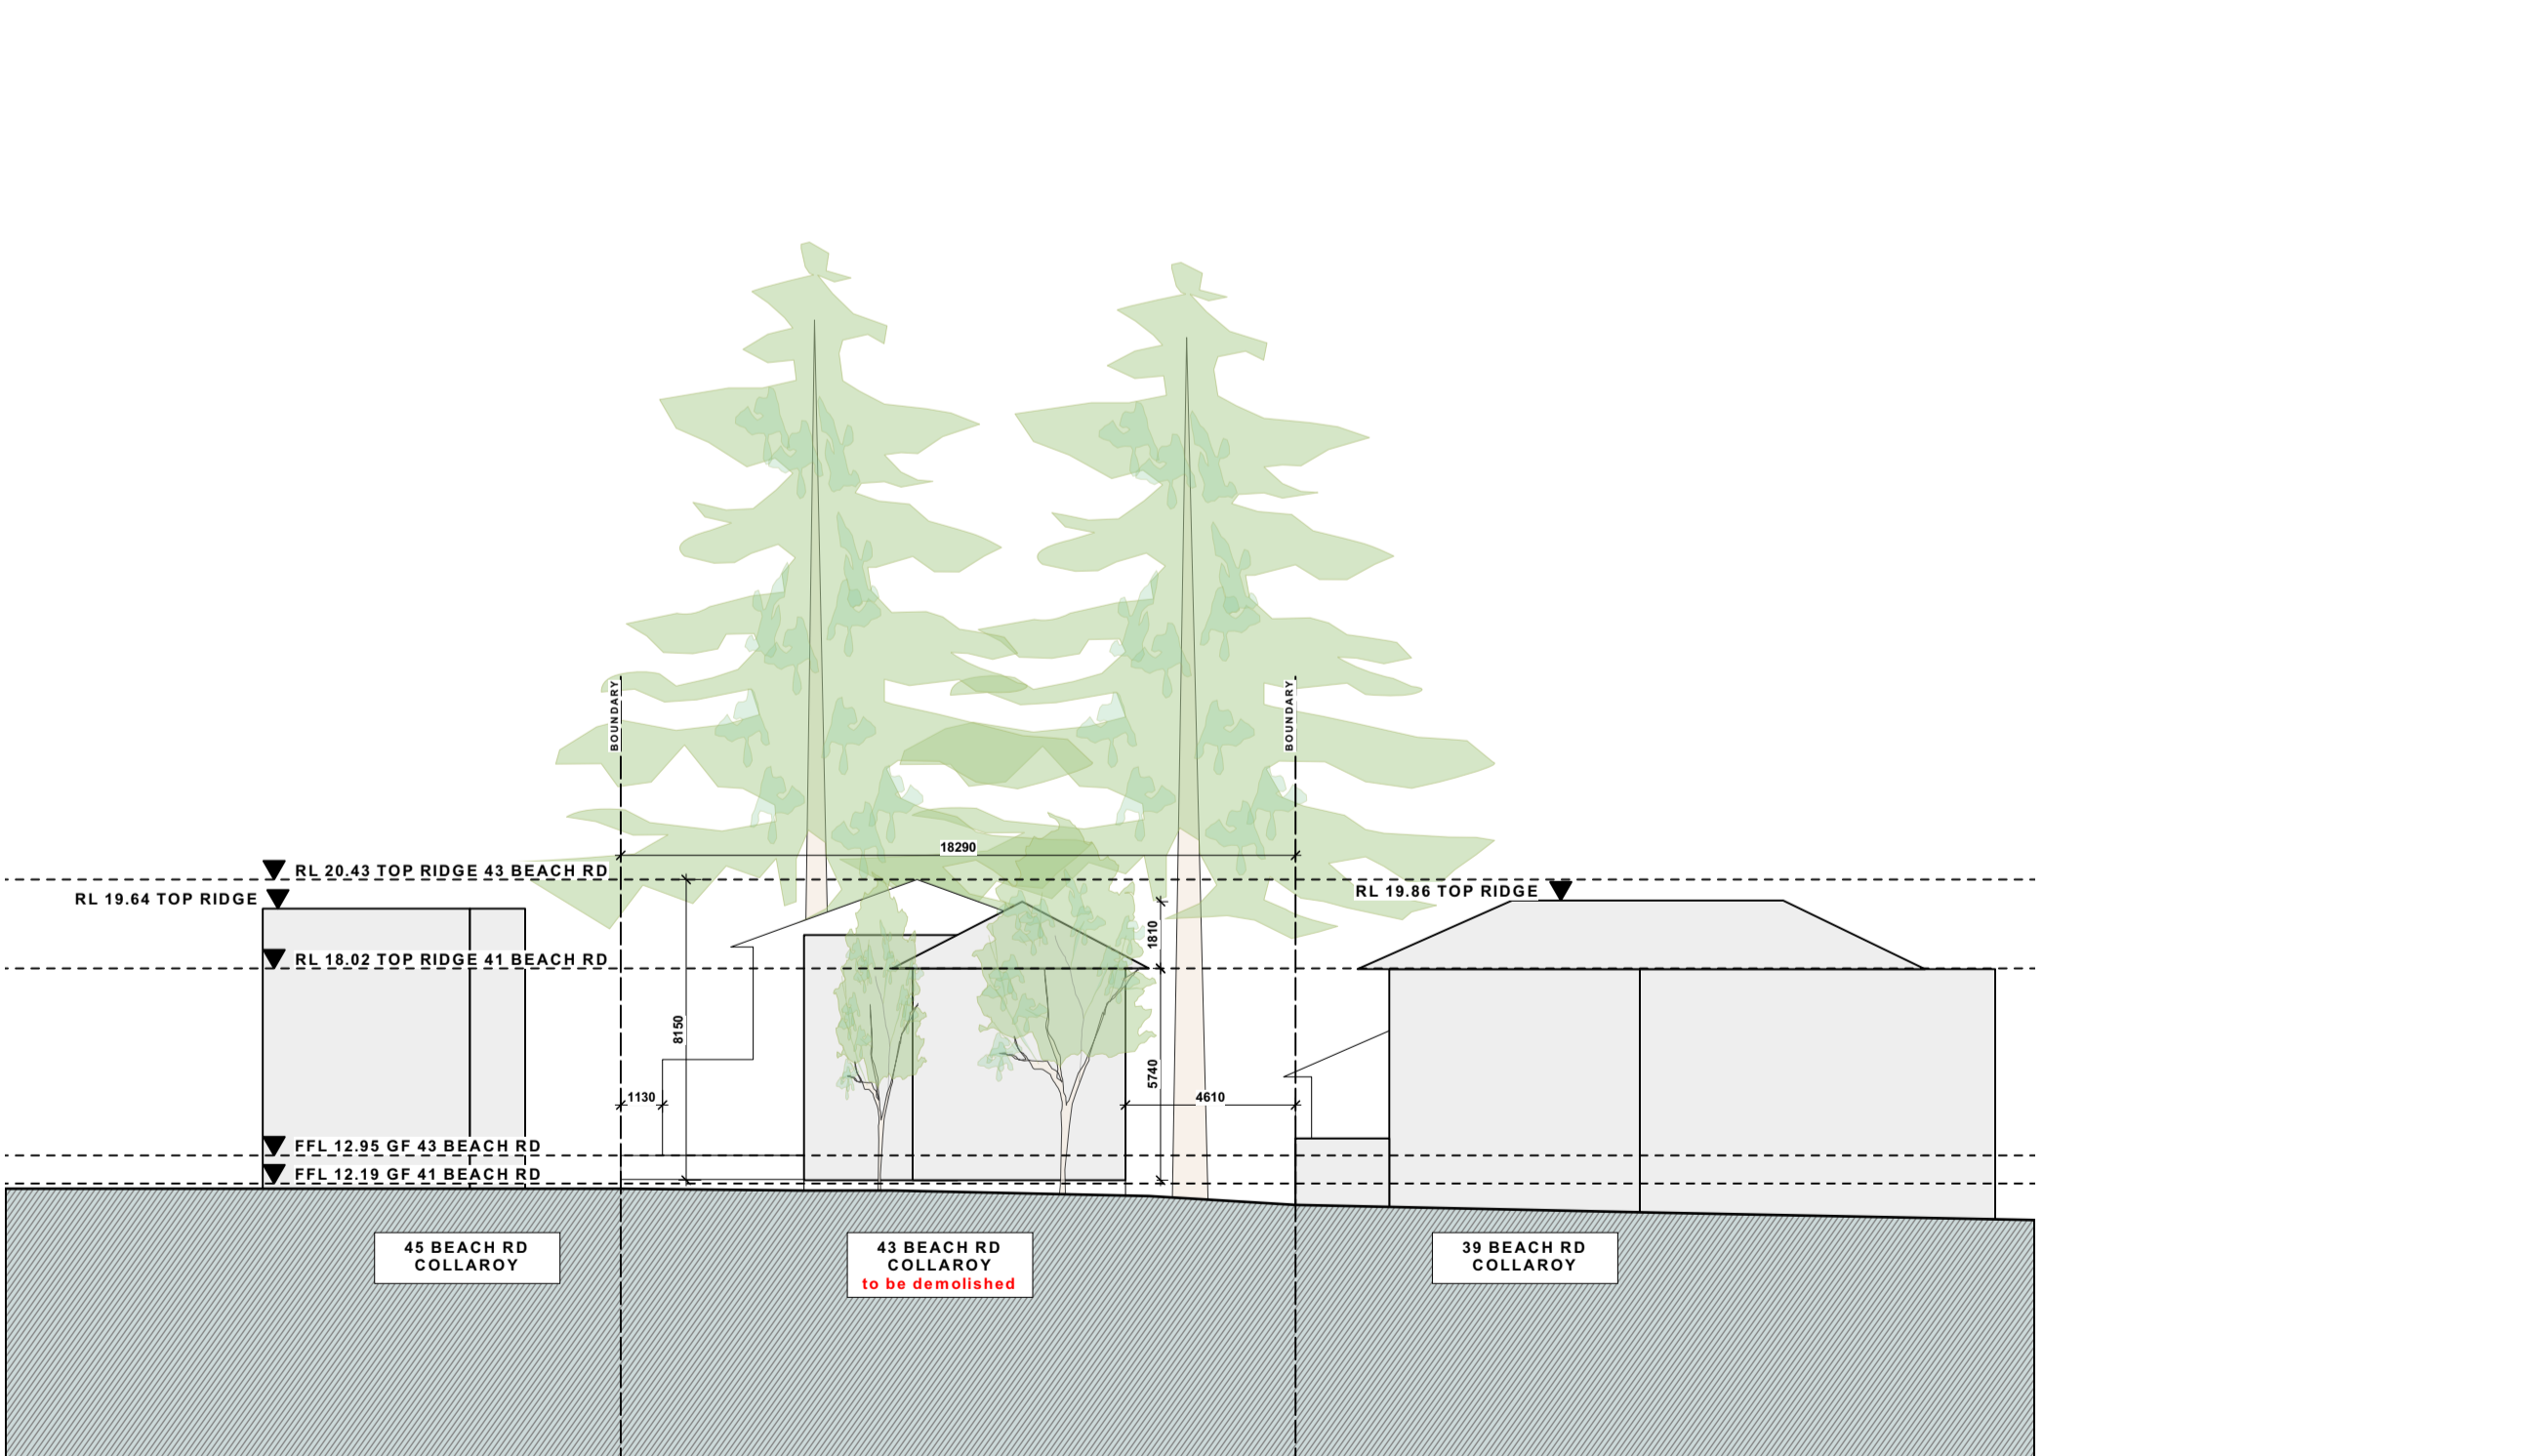 BOUNDARY
BOUNDARY
18290
RL 20.43 TOP RIDGE 43 BEACH RD
RL 19.86 TOP RIDGE
RL 19.64 TOP RIDGE
1810
RL 18.02 TOP RIDGE 41 BEACH RD
8150
5740
1130
4610
FFL 12.95 GF 43 BEACH RD
FFL 12.19 GF 41 BEACH RD
45 BEACH RD
COLLAROY
43 BEACH RD
COLLAROY
to be demolished
39 BEACH RD
COLLAROY